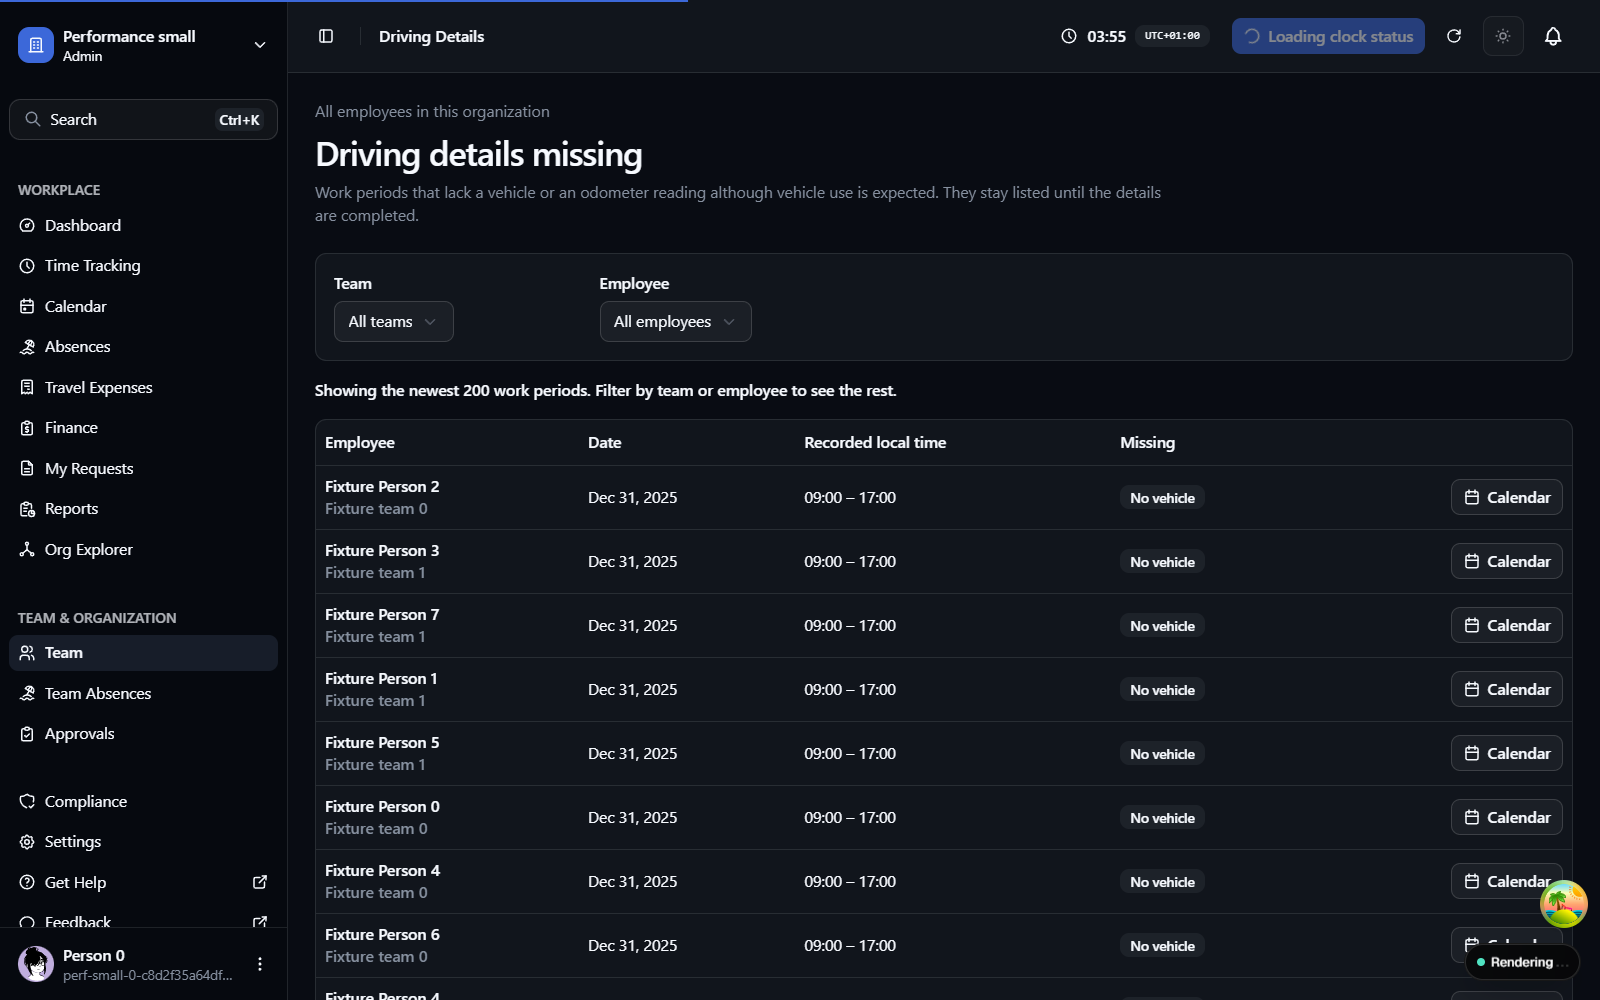 Performance small
Admin
Search
Ctrl+K
WORKPLACE
Dashboard
Time Tracking
Calendar
Absences
Travel Expenses
Finance
My Requests
Reports
Org Explorer
TEAM & ORGANIZATION
Team
Team Absences
Approvals
Compliance
Settings
Get Help
Feedback
Person 0
perf-small-0-c8d2f35a64df...
Driving Details
03:55
UTC+01:00
Loading clock status
All employees in this organization
Driving details missing
Work periods that lack a vehicle or an odometer reading although vehicle use is expected. They stay listed until the details
are completed.
Team
Employee
All teams
All employees
Showing the newest 200 work periods. Filter by team or employee to see the rest.
Employee Date Recorded local time Missing
Fixture Person 2
Fixture team 0
Dec 31, 2025 09:00 – 17:00 No vehicle Calendar
Fixture Person 3
Fixture team 1
Dec 31, 2025 09:00 – 17:00 No vehicle Calendar
Fixture Person 7
Fixture team 1
Dec 31, 2025 09:00 – 17:00 No vehicle Calendar
Fixture Person 1
Fixture team 1
Dec 31, 2025 09:00 – 17:00 No vehicle Calendar
Fixture Person 5
Fixture team 1
Dec 31, 2025 09:00 – 17:00 No vehicle Calendar
Fixture Person 0
Fixture team 0
Dec 31, 2025 09:00 – 17:00 No vehicle Calendar
Fixture Person 4
Fixture team 0
Dec 31, 2025 09:00 – 17:00 No vehicle Calendar
Fixture Person 6
Fixture team 0
Dec 31, 2025 09:00 – 17:00 No vehicle Calendar
Fixture Person 4
Rendering...